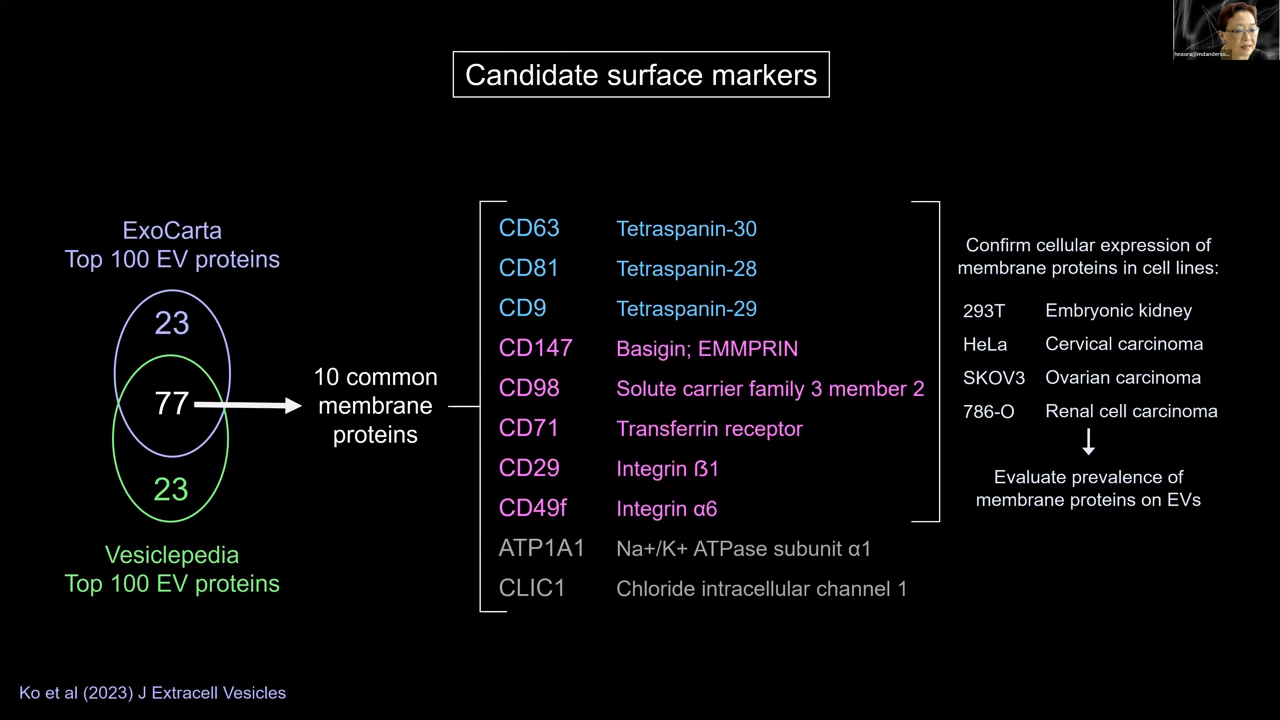 hnaora@mdanderso...
Candidate surface markers
ExoCarta
Top 100 EV proteins
23
77
23
Vesiclepedia
Top 100 EV proteins
10 common
membrane
proteins
CD63 Tetraspanin-30
CD81 Tetraspanin-28
CD9 Tetraspanin-29
CD147 Basigin; EMMPRIN
CD98 Solute carrier family 3 member 2
CD71 Transferrin receptor
CD29 Integrin ß1
CD49f Integrin α6
ATP1A1 Na+/K+ ATPase subunit α1
CLIC1 Chloride intracellular channel 1
Confirm cellular expression of
membrane proteins in cell lines:
293T Embryonic kidney
HeLa Cervical carcinoma
SKOV3 Ovarian carcinoma
786-O Renal cell carcinoma
Evaluate prevalence of
membrane proteins on EVs
Ko et al (2023) J Extracell Vesicles